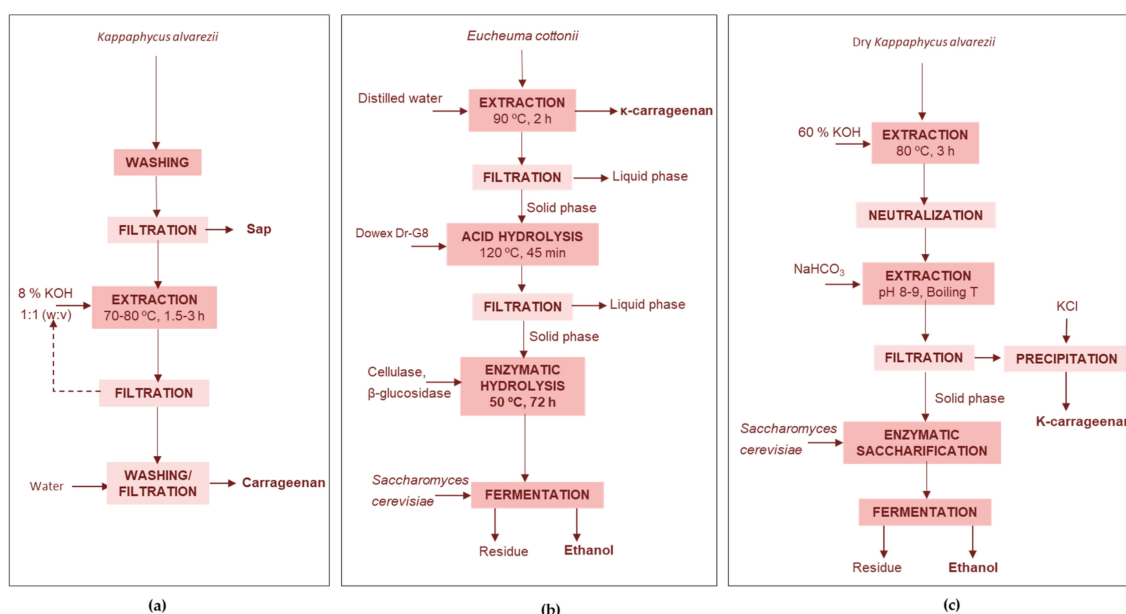 Kappaphycus alvarezii
WASHING
FILTRATION
Sap
8 % KOH
1:1 (w:v)
EXTRACTION
70-80 ºC, 1.5-3 h
FILTRATION
Water
WASHING/
FILTRATION
Carrageenan
(a)
Eucheuma cottonii
Distilled water
EXTRACTION
90 ºC, 2 h
κ-carrageenan
FILTRATION
Liquid phase
Solid phase
Dowex Dr-G8
ACID HYDROLYSIS
120 ºC, 45 min
FILTRATION
Liquid phase
Solid phase
Cellulase,
β-glucosidase
ENZYMATIC
HYDROLYSIS
50 ºC, 72 h
Saccharomyces
cerevisiae
FERMENTATION
Residue
Ethanol
(b)
Dry Kappaphycus alvarezii
60 % KOH
EXTRACTION
80 ºC, 3 h
NEUTRALIZATION
NaHCO3
EXTRACTION
pH 8-9, Boiling T
KCl
FILTRATION
PRECIPITATION
Solid phase
K-carrageenan
Saccharomyces
cerevisiae
ENZYMATIC
SACCHARIFICATION
FERMENTATION
Residue
Ethanol
(c)